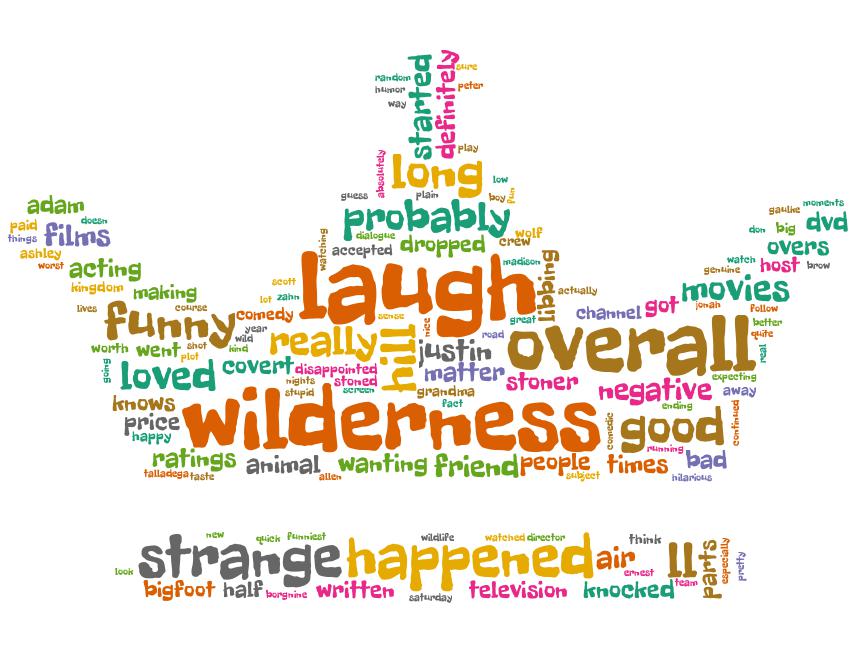 started
definitely
sure
random
humor
peter
way
play
absolutely
long
low
guess
plain
boy
fun
probably
dialogue
wolf
watching
accepted
dropped
crew
madison
adam
paid
doesn
things
films
ashley
worst
acting
kingdom
making
lives
course
scott
lot
zahn
laugh
libbing
actually
gaulke
moments
don
big
dvd
overs
watch
host
brow
genuine
movies
jonah
got
channel
follow
better
quite
real
funny
comedy
sense
nice
great
year
wild
kind
really
hill
road
justin
overall
worth
went
shot
plot
going
loved
covert
disappointed
nights
stoned
stupid
screen
matter
grandma
fact
stoner
negative
expecting
away
ending
continued
knows
price
happy
wilderness
comedic
good
running
bad
hilarious
ratings
talladega
taste
animal
allen
wanting
friend
people
subject
times
new
quick
funniest
wildlife
watched
director
think
look
strange
happened
air
ernest
ll
team
parts
especially
pretty
bigfoot
half
borgnine
written
saturday
television
knocked